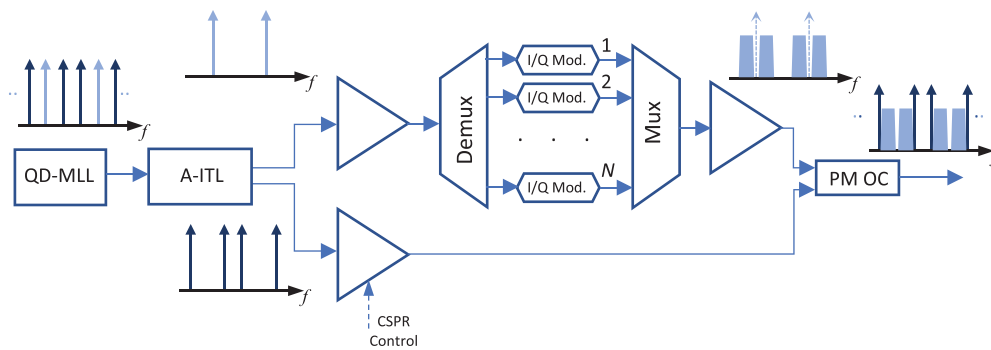 f
f
f
QD-MLL
A-ITL
Demux
I/Q Mod.
1
I/Q Mod.
2
. . .
I/Q Mod.
N
Mux
PM OC
f
CSPR
Control